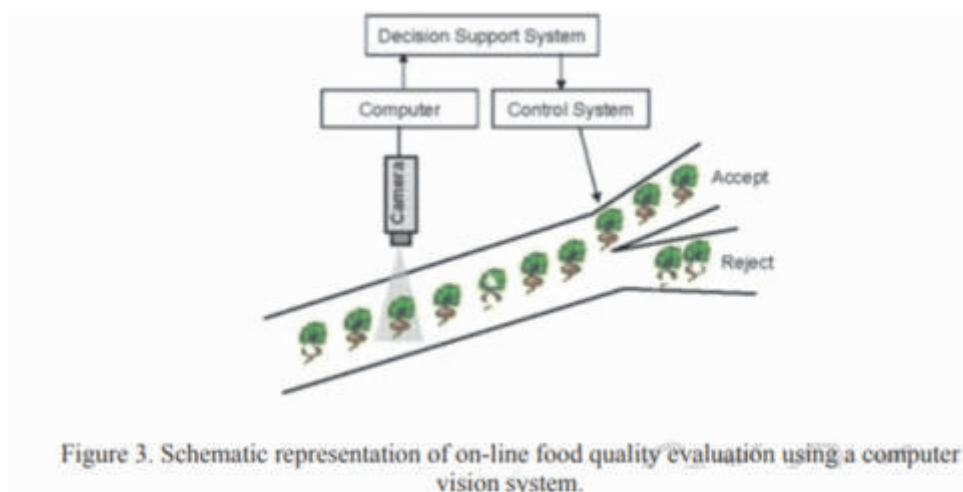 Decision Support System
Computer
Control System
Camera
Accept
Reject
Figure 3. Schematic representation of on-line food quality evaluation using a computer
vision system.